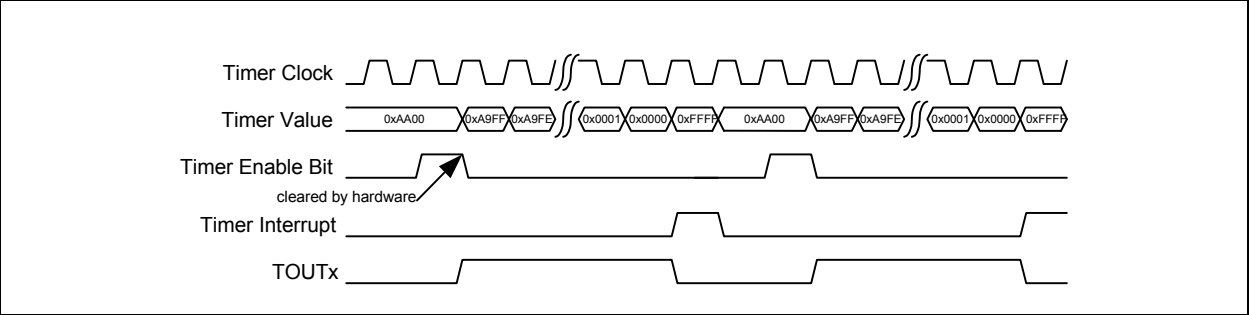 Timer Clock
Timer Value 0xAA00 0xA9FF 0xA9FE 0x0001 0x0000 0xFFFF 0xAA00 0xA9FF 0xA9FE 0x0001 0x0000 0xFFFF
Timer Enable Bit
cleared by hardware
Timer Interrupt
TOUTx